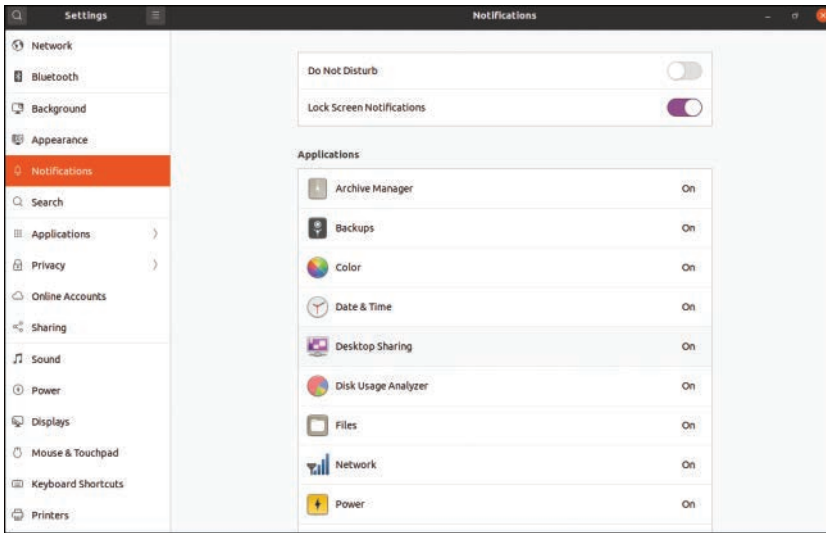 Settings
Notifications
Network
Bluetooth
Background
Appearance
Notifications
Search
Applications
Privacy
Online Accounts
Sharing
Sound
Power
Displays
Mouse & Touchpad
Keyboard Shortcuts
Printers
Do Not Disturb
Lock Screen Notifications
Applications
Archive Manager On
Backups On
Color On
Date & Time On
Desktop Sharing On
Disk Usage Analyzer On
Files On
Network On
Power On